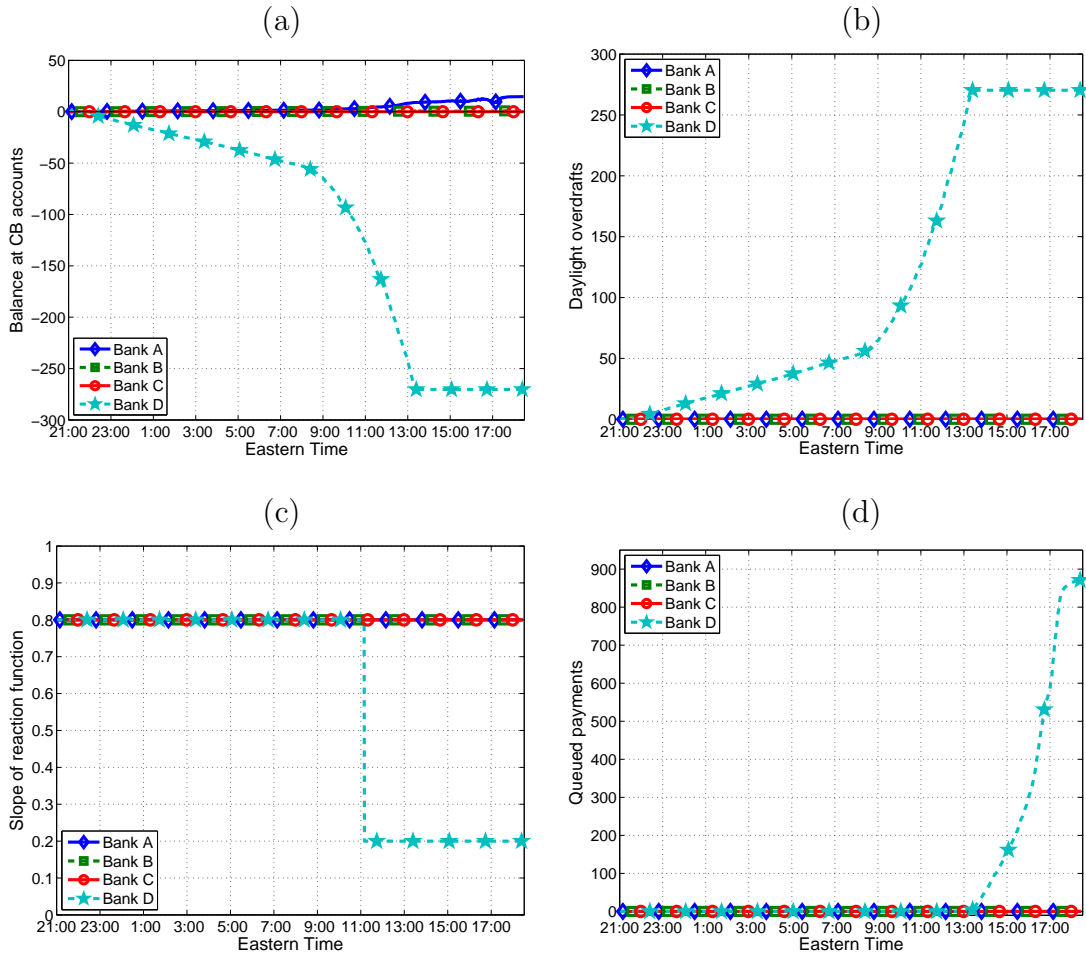 (a)
50
0
−50
−100
−150
−200
−250
−300
Balance at CB accounts
Bank A
Bank B
Bank C
Bank D
21:00 23:00 1:00 3:00 5:00 7:00 9:00 11:00 13:00 15:00 17:00
Eastern Time
(b)
300
250
200
150
100
50
0
Daylight overdrafts
Bank A
Bank B
Bank C
Bank D
21:00 23:00 1:00 3:00 5:00 7:00 9:00 11:00 13:00 15:00 17:00
Eastern Time
(c)
1
0.9
0.8
0.7
0.6
0.5
0.4
0.3
0.2
0.1
0
Slope of reaction function
Bank A
Bank B
Bank C
Bank D
21:00 23:00 1:00 3:00 5:00 7:00 9:00 11:00 13:00 15:00 17:00
Eastern Time
(d)
900
800
700
600
500
400
300
200
100
0
Queued payments
Bank A
Bank B
Bank C
Bank D
21:00 23:00 1:00 3:00 5:00 7:00 9:00 11:00 13:00 15:00 17:00
Eastern Time